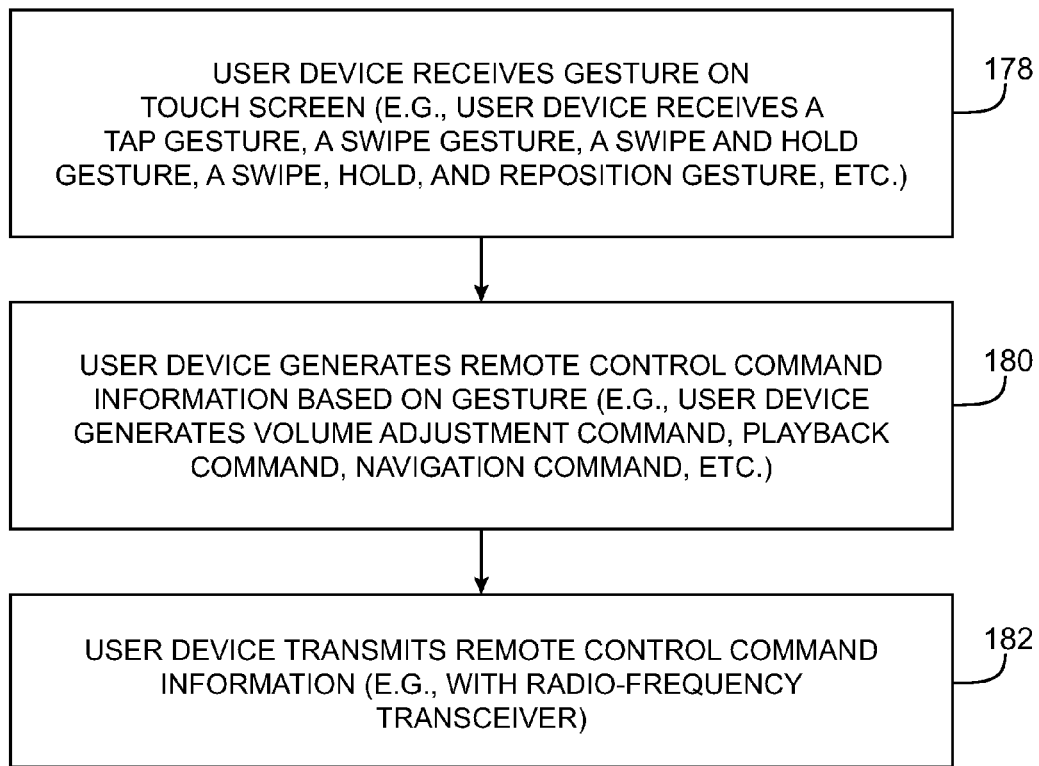 USER DEVICE RECEIVES GESTURE ON
TOUCH SCREEN (E.G., USER DEVICE RECEIVES A
TAP GESTURE, A SWIPE GESTURE, A SWIPE AND HOLD
GESTURE, A SWIPE, HOLD, AND REPOSITION GESTURE, ETC.)
178
USER DEVICE GENERATES REMOTE CONTROL COMMAND
INFORMATION BASED ON GESTURE (E.G., USER DEVICE
GENERATES VOLUME ADJUSTMENT COMMAND, PLAYBACK
COMMAND, NAVIGATION COMMAND, ETC.)
180
USER DEVICE TRANSMITS REMOTE CONTROL COMMAND
INFORMATION (E.G., WITH RADIO-FREQUENCY
TRANSCEIVER)
182